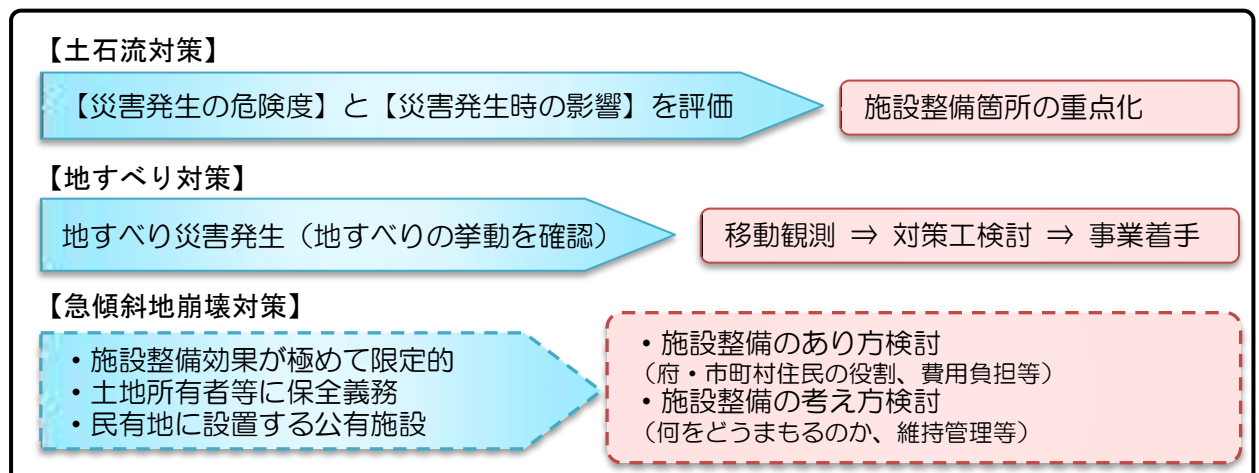 【土石流対策】
【災害発生の危険度】と【災害発生時の影響】を評価
施設整備箇所の重点化
【地すべり対策】
地すべり災害発生（地すべりの挙動を確認）
移動観測 ⇒ 対策工検討 ⇒ 事業着手
【急傾斜地崩壊対策】
・施設整備効果が極めて限定的
・土地所有者等に保全義務
・民有地に設置する公有施設
・施設整備のあり方検討
（府・市町村住民の役割、費用負担等）
・施設整備の考え方検討
（何をどうまもるのか、維持管理等）